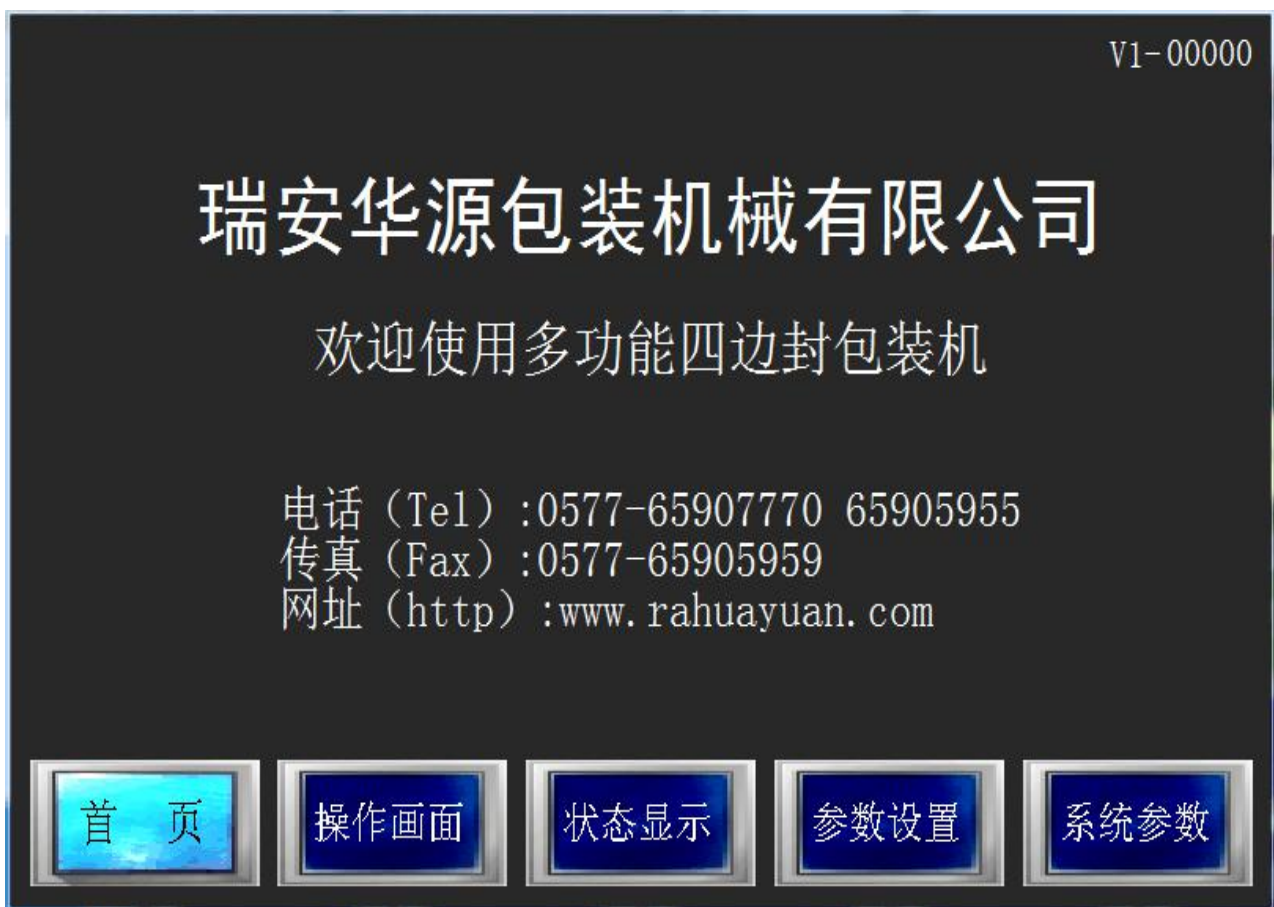 V1-00000
瑞安华源包装机械有限公司
欢迎使用多功能四边封包装机
电话（Tel）:0577-65907770 65905955
传真（Fax）:0577-65905959
网址（http）:www.rahuayuan.com
首 页 操作画面 状态显示 参数设置 系统参数